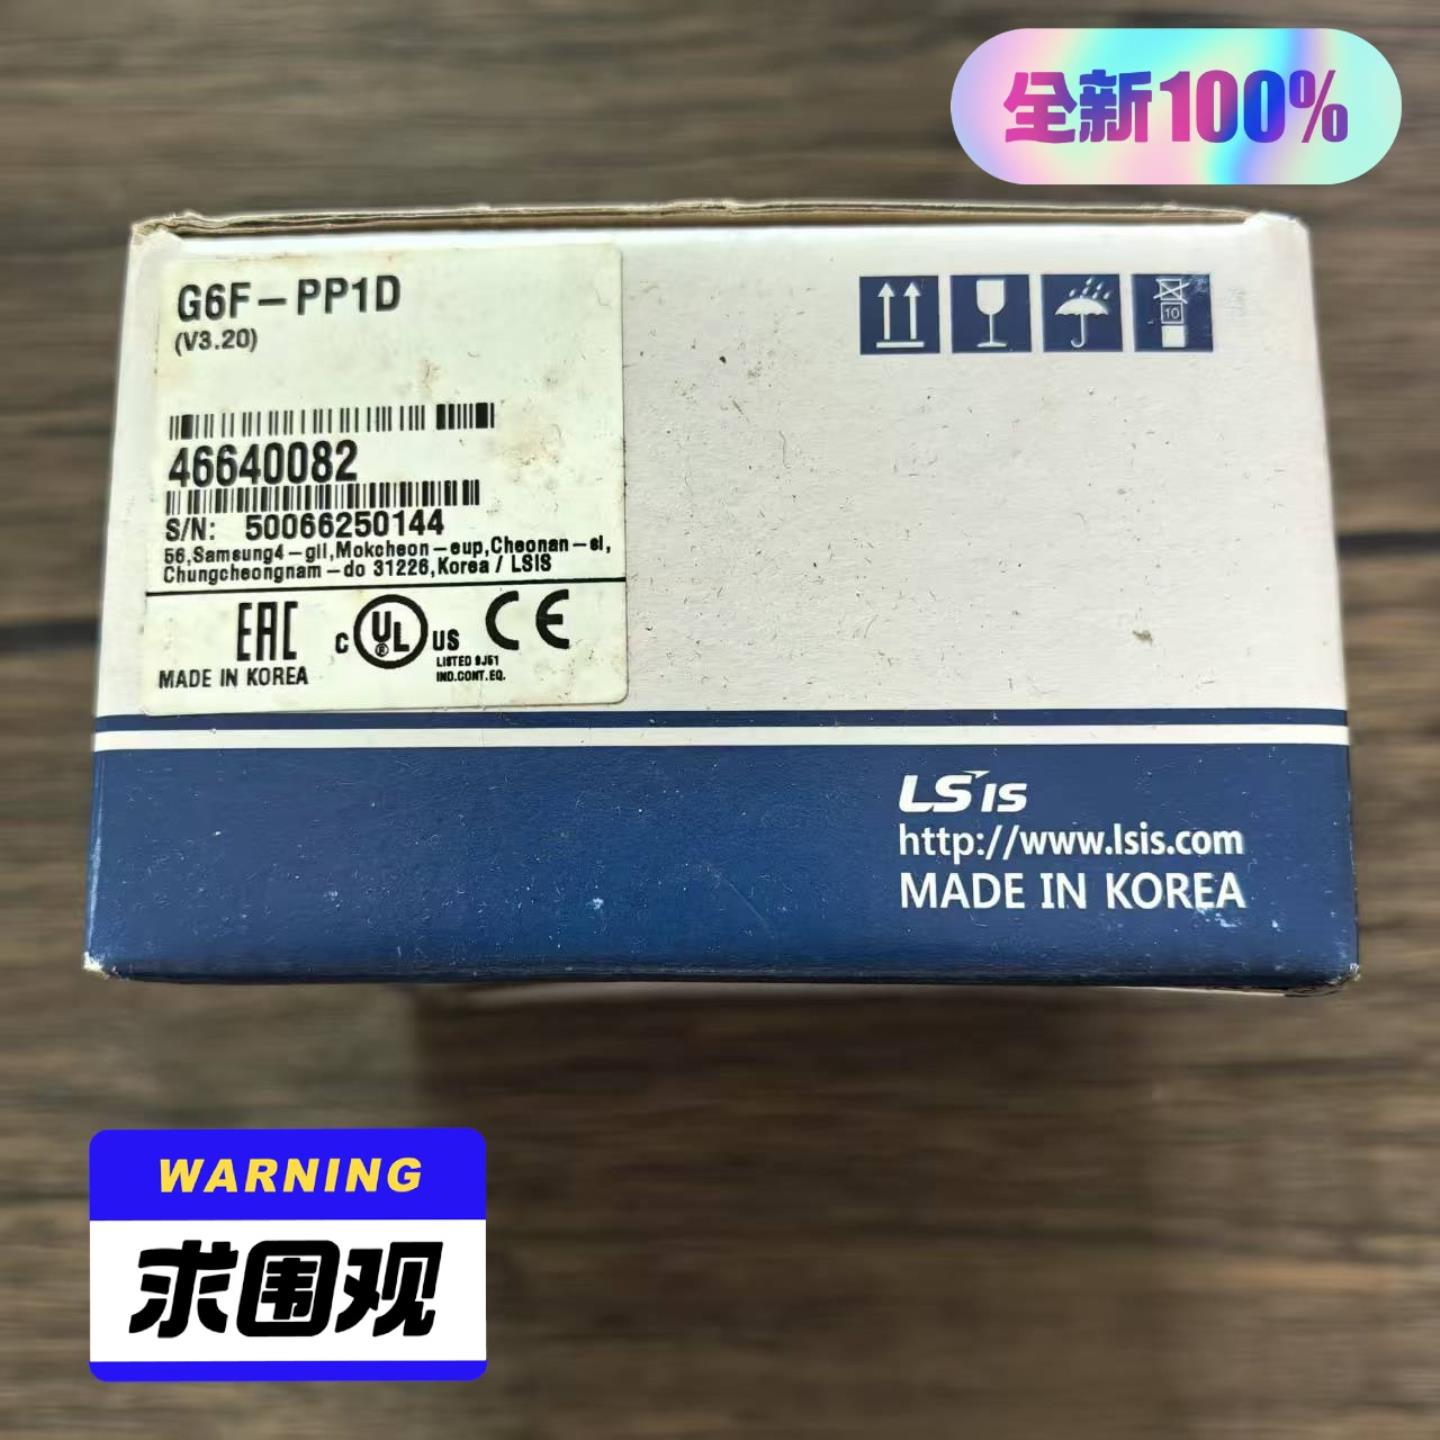 全新100%
G6F-PP1D
(V3.20)
10
46640082
S/N: 50066250144
56,Samsung4-gil,Mokcheon-eup,Cheonan-si,
Chungcheongnam-do 31226,Korea / LSIS
EAC
C UL US CE
®
LISTED 9J51
IND.CONT.EQ.
MADE IN KOREA
LSIS
http://www.lsis.com
MADE IN KOREA
WARNING
求围观